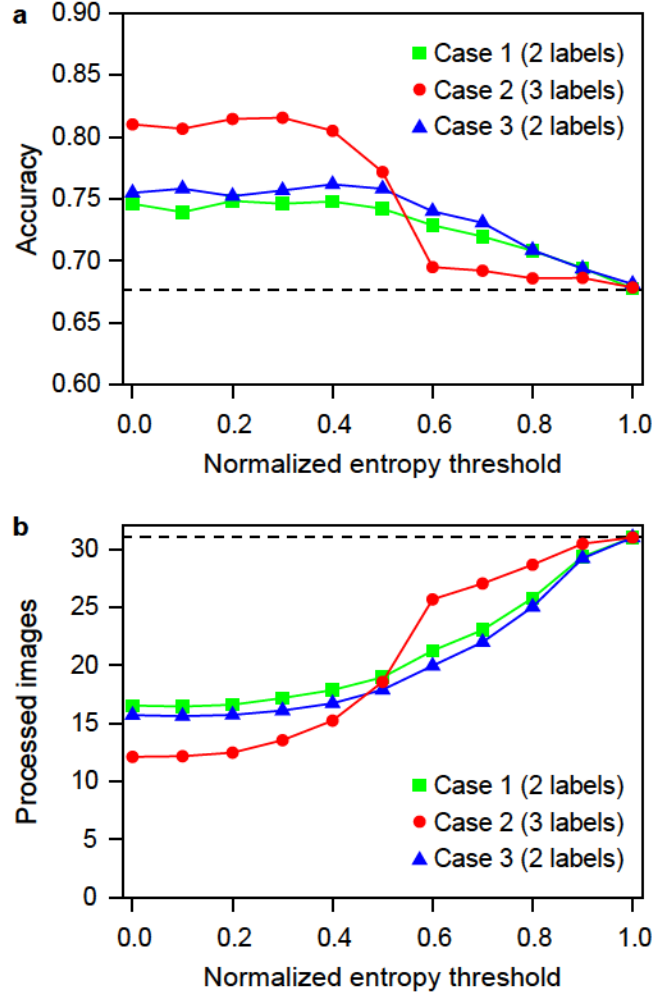 a
0.90
0.85
0.80
0.75
0.70
0.65
0.60
Accuracy
Case 1 (2 labels)
Case 2 (3 labels)
Case 3 (2 labels)
0.0 0.2 0.4 0.6 0.8 1.0
Normalized entropy threshold
b
30
25
20
15
10
5
0
Processed images
Case 1 (2 labels)
Case 2 (3 labels)
Case 3 (2 labels)
0.0 0.2 0.4 0.6 0.8 1.0
Normalized entropy threshold